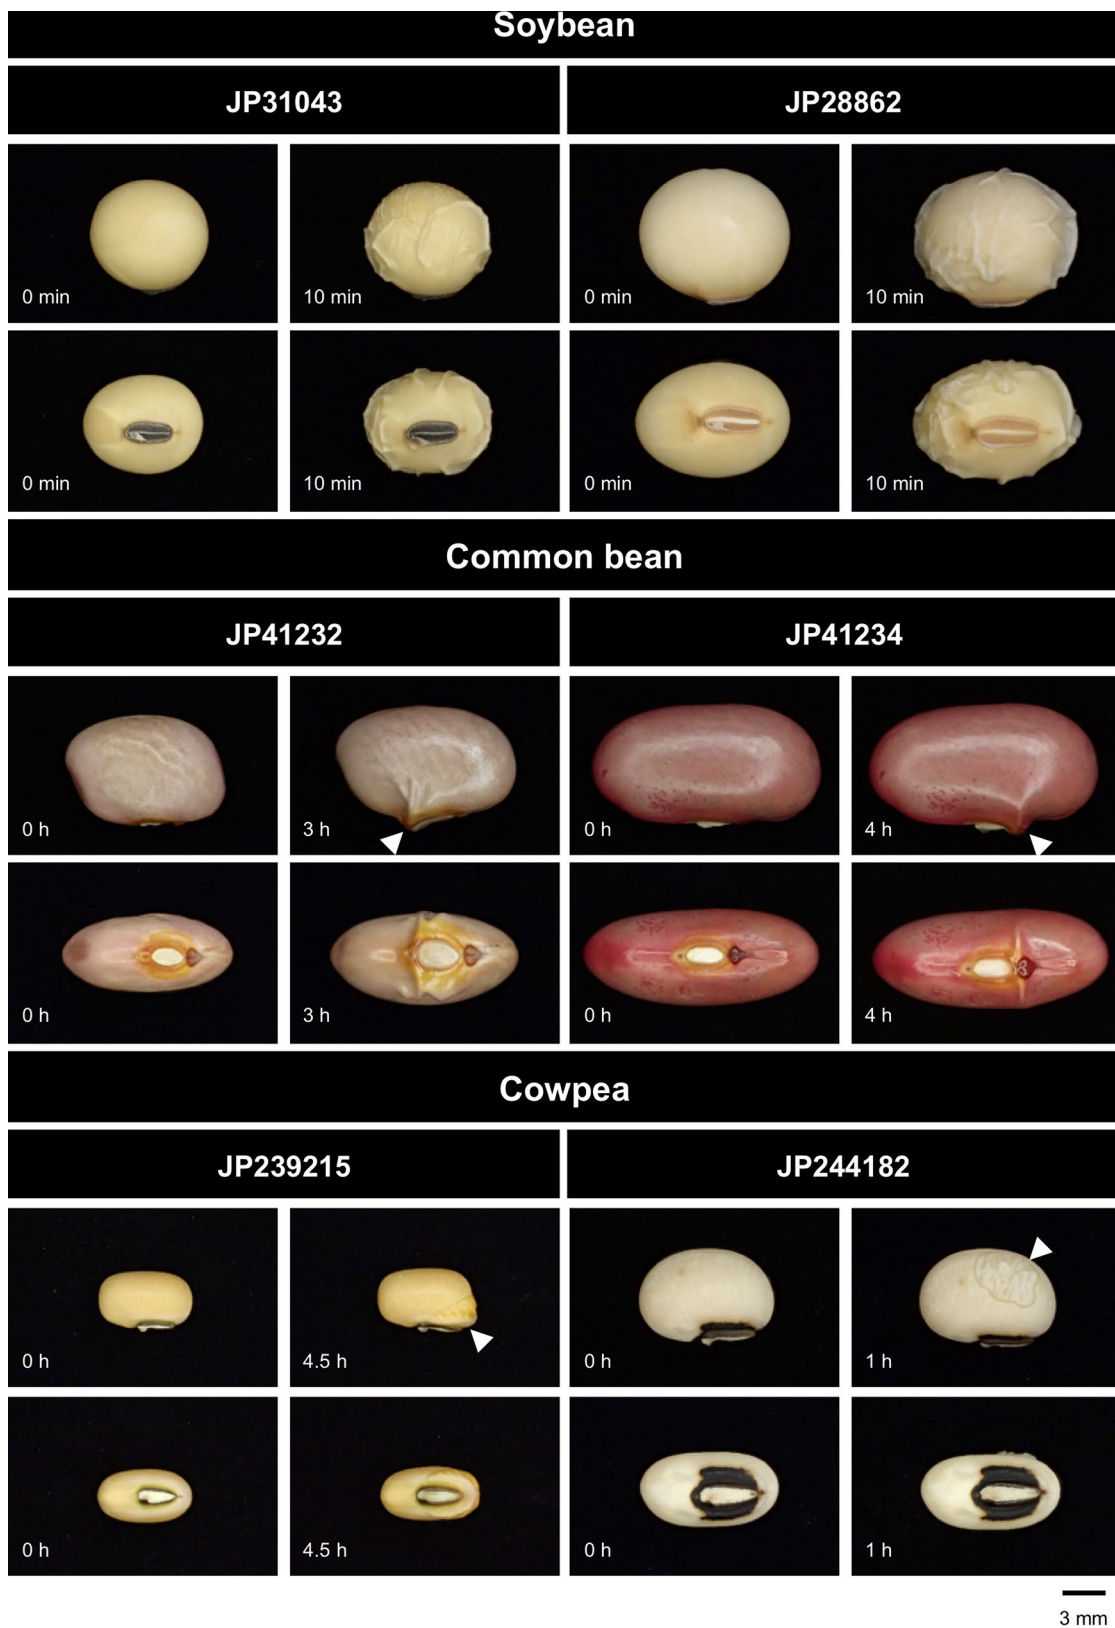 Soybean
JP31043
JP28862
0 min
10 min
0 min
10 min
0 min
10 min
0 min
10 min
Common bean
JP41232
JP41234
0 h
3 h
0 h
4 h
0 h
3 h
0 h
4 h
Cowpea
JP239215
JP244182
0 h
4.5 h
0 h
1 h
0 h
4.5 h
0 h
1 h
3 mm